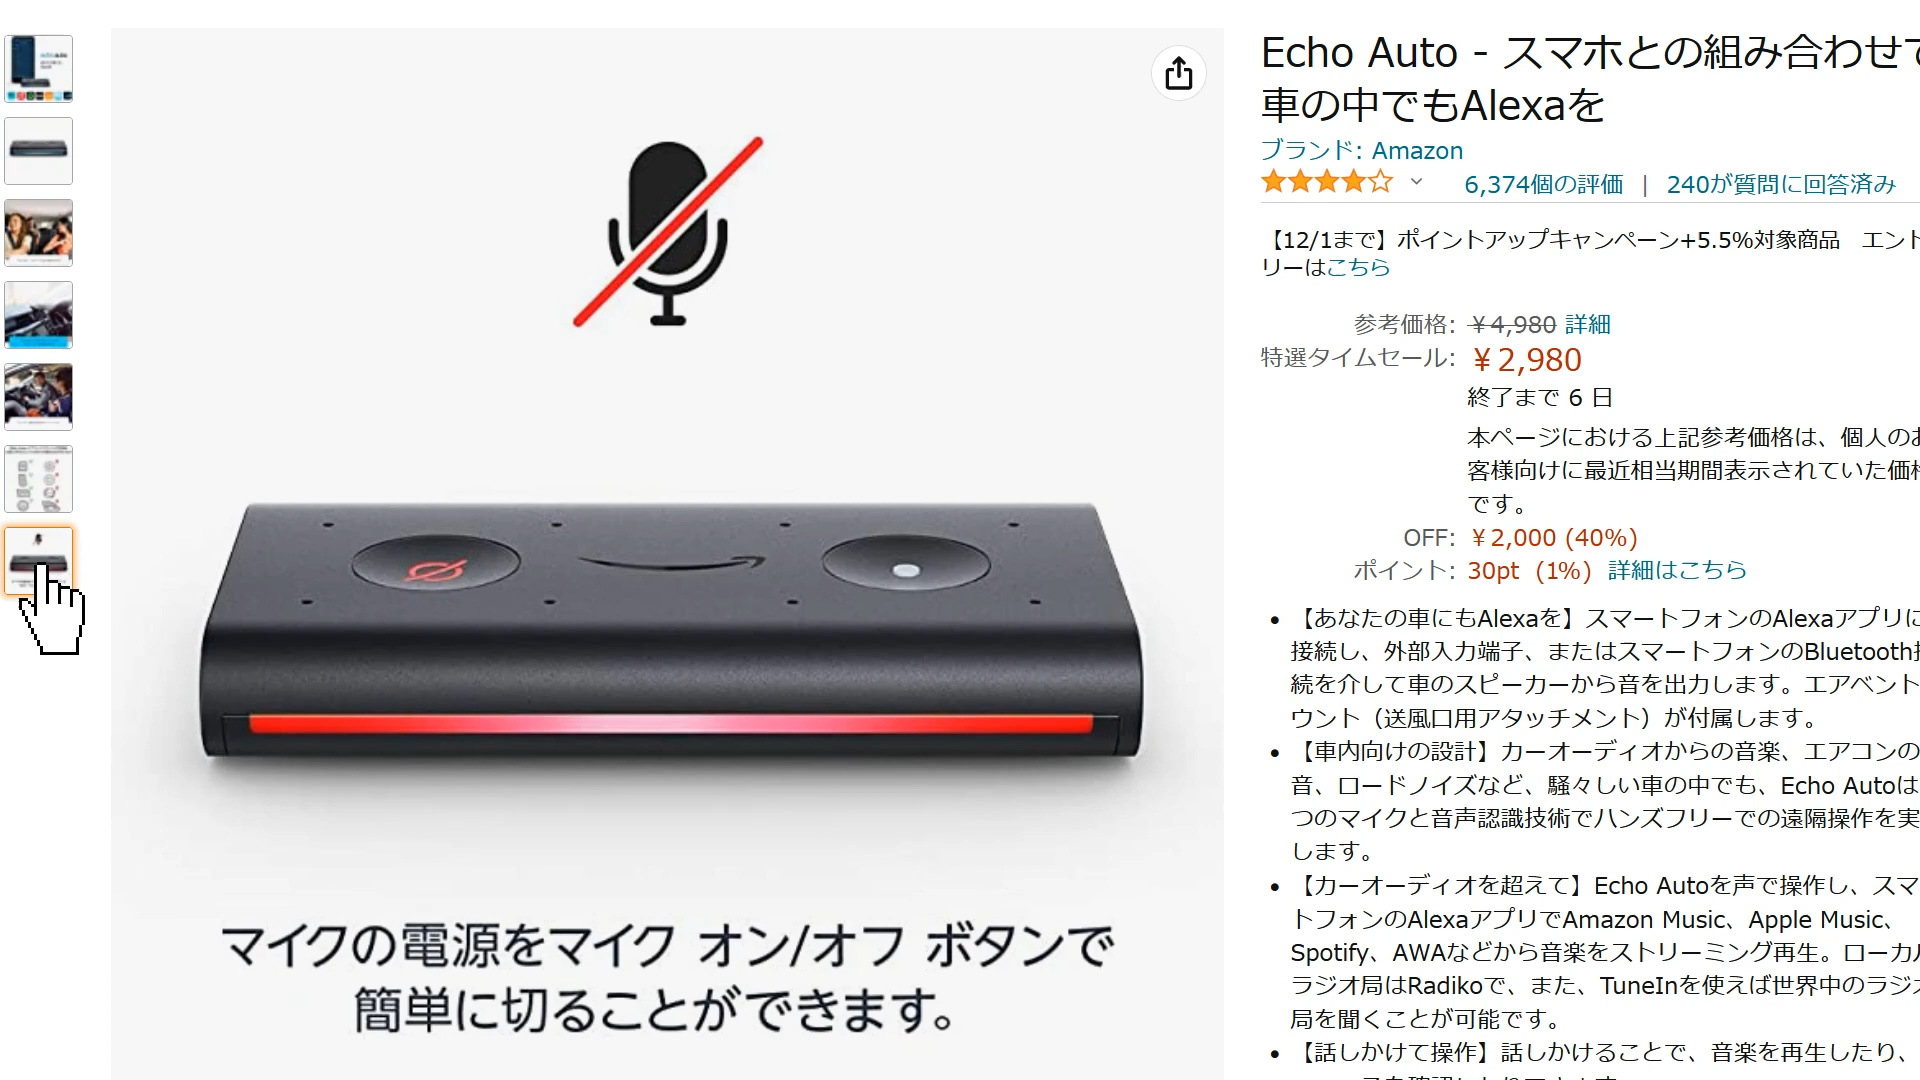 Echo Auto - スマホとの組み合わせで
車の中でもAlexaを
ブランド: Amazon
6,374個の評価 | 240が質問に回答済み
【12/1まで】ポイントアップキャンペーン+5.5%対象商品 エント
リーはこちら
参考価格: ￥4,980 詳細
特選タイムセール: ￥2,980
終了まで 6 日
本ページにおける上記参考価格は、個人のお
客様向けに最近相当期間表示されていた価格
です。
OFF: ￥2,000 (40%)
ポイント: 30pt (1%) 詳細はこちら
• 【あなたの車にもAlexaを】スマートフォンのAlexaアプリに
接続し、外部入力端子、またはスマートフォンのBluetooth接
続を介して車のスピーカーから音を出力します。エアベント
ウント（送風口用アタッチメント）が付属します。
• 【車内向けの設計】カーオーディオからの音楽、エアコンの
音、ロードノイズなど、騒々しい車の中でも、Echo Autoは
つのマイクと音声認識技術でハンズフリーでの遠隔操作を実
します。
• 【カーオーディオを超えて】Echo Autoを声で操作し、スマ
トフォンのAlexaアプリでAmazon Music、Apple Music、
Spotify、AWAなどから音楽をストリーミング再生。ローカル
ラジオ局はRadikoで、また、TuneInを使えば世界中のラジオ
局を聞くことが可能です。
• 【話しかけて操作】話しかけることで、音楽を再生したり、
マイクの電源をマイク オン/オフ ボタンで
簡単に切ることができます。